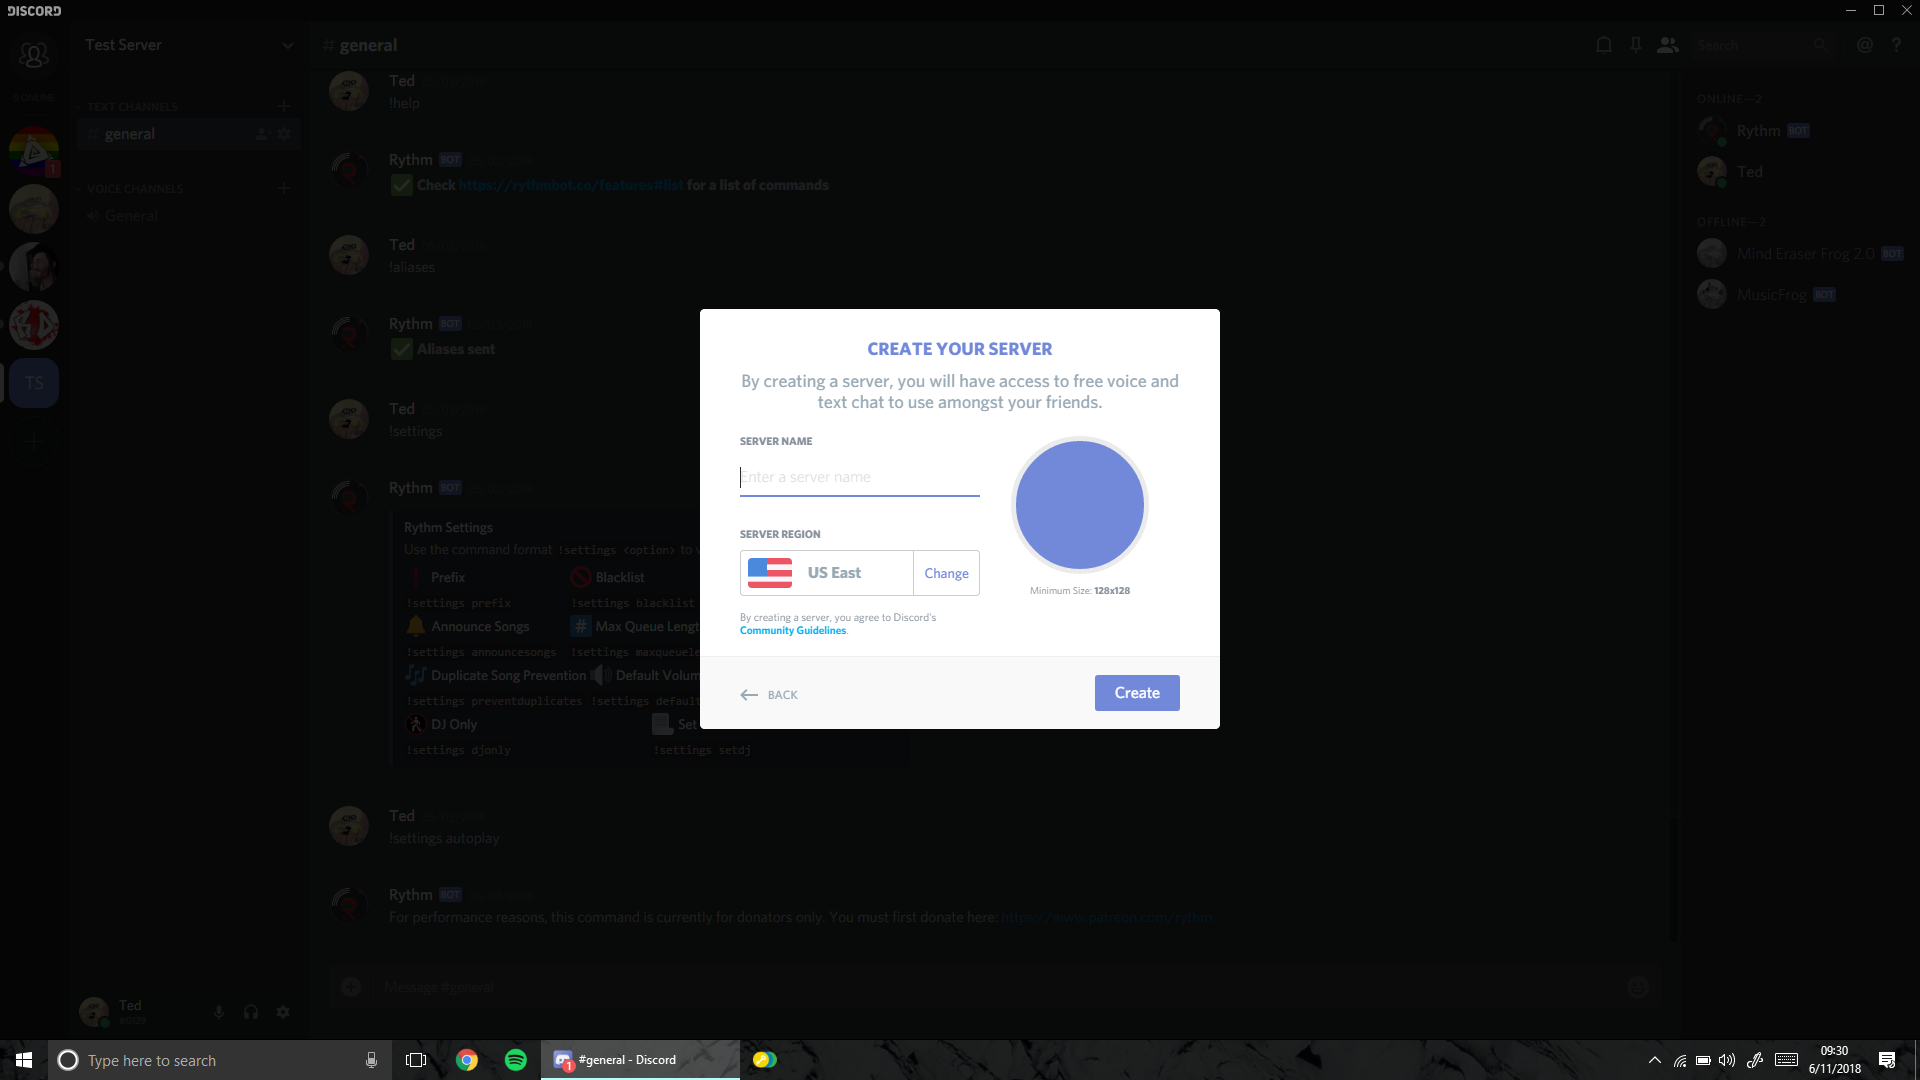 DISCORD
Test Server
# general
Search
0 ONLINE
TEXT CHANNELS
# general
VOICE CHANNELS
General
1
TS
Ted
!help
Rythm BOT
Check https://rythmbot.co/features#list for a list of commands
Ted
!aliases
Rythm BOT
Aliases sent
Ted
!settings
Rythm BOT
Rythm Settings
Use the command format !settings <option> to
Prefix
Blacklist
!settings prefix
!settings blacklist
Announce Songs
# Max Queue Lengt
!settings announcesongs
!settings maxqueuele
Duplicate Song Prevention
Default Volum
!settings preventduplicates
!settings default
DJ Only
Set
!settings djonly
!settings setdj
Ted
!settings autoplay
Rythm BOT
For performance reasons, this command is currently for donators only. You must first donate here: https://www.patreon.com/rythm
Message #general
Ted
#0129
ONLINE—2
Rythm BOT
Ted
OFFLINE—2
Mind Eraser Frog 2.0 BOT
MusicFrog BOT
CREATE YOUR SERVER
By creating a server, you will have access to free voice and
text chat to use amongst your friends.
SERVER NAME
Enter a server name
SERVER REGION
US East
Change
Minimum Size: 128x128
By creating a server, you agree to Discord's
Community Guidelines.
BACK
Create
Type here to search
1
#general - Discord
09:30
6/11/2018